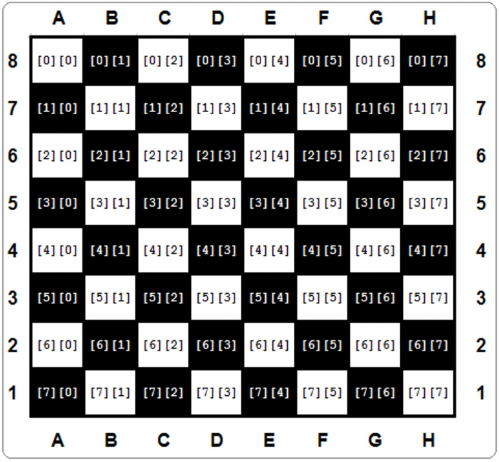 A B C D E F G H
8 [0][0] [0][1] [0][2] [0][3] [0][4] [0][5] [0][6] [0][7] 8
7 [1][0] [1][1] [1][2] [1][3] [1][4] [1][5] [1][6] [1][7] 7
6 [2][0] [2][1] [2][2] [2][3] [2][4] [2][5] [2][6] [2][7] 6
5 [3][0] [3][1] [3][2] [3][3] [3][4] [3][5] [3][6] [3][7] 5
4 [4][0] [4][1] [4][2] [4][3] [4][4] [4][5] [4][6] [4][7] 4
3 [5][0] [5][1] [5][2] [5][3] [5][4] [5][5] [5][6] [5][7] 3
2 [6][0] [6][1] [6][2] [6][3] [6][4] [6][5] [6][6] [6][7] 2
1 [7][0] [7][1] [7][2] [7][3] [7][4] [7][5] [7][6] [7][7] 1
A B C D E F G H